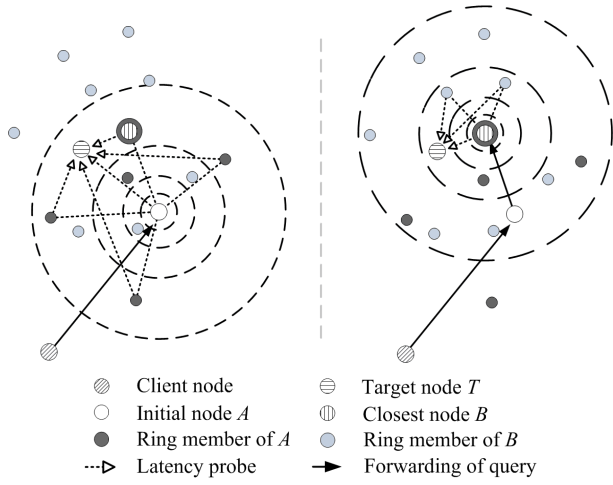 Client node
Target node T
Initial node A
Closest node B
Ring member of A
Ring member of B
Latency probe
Forwarding of query